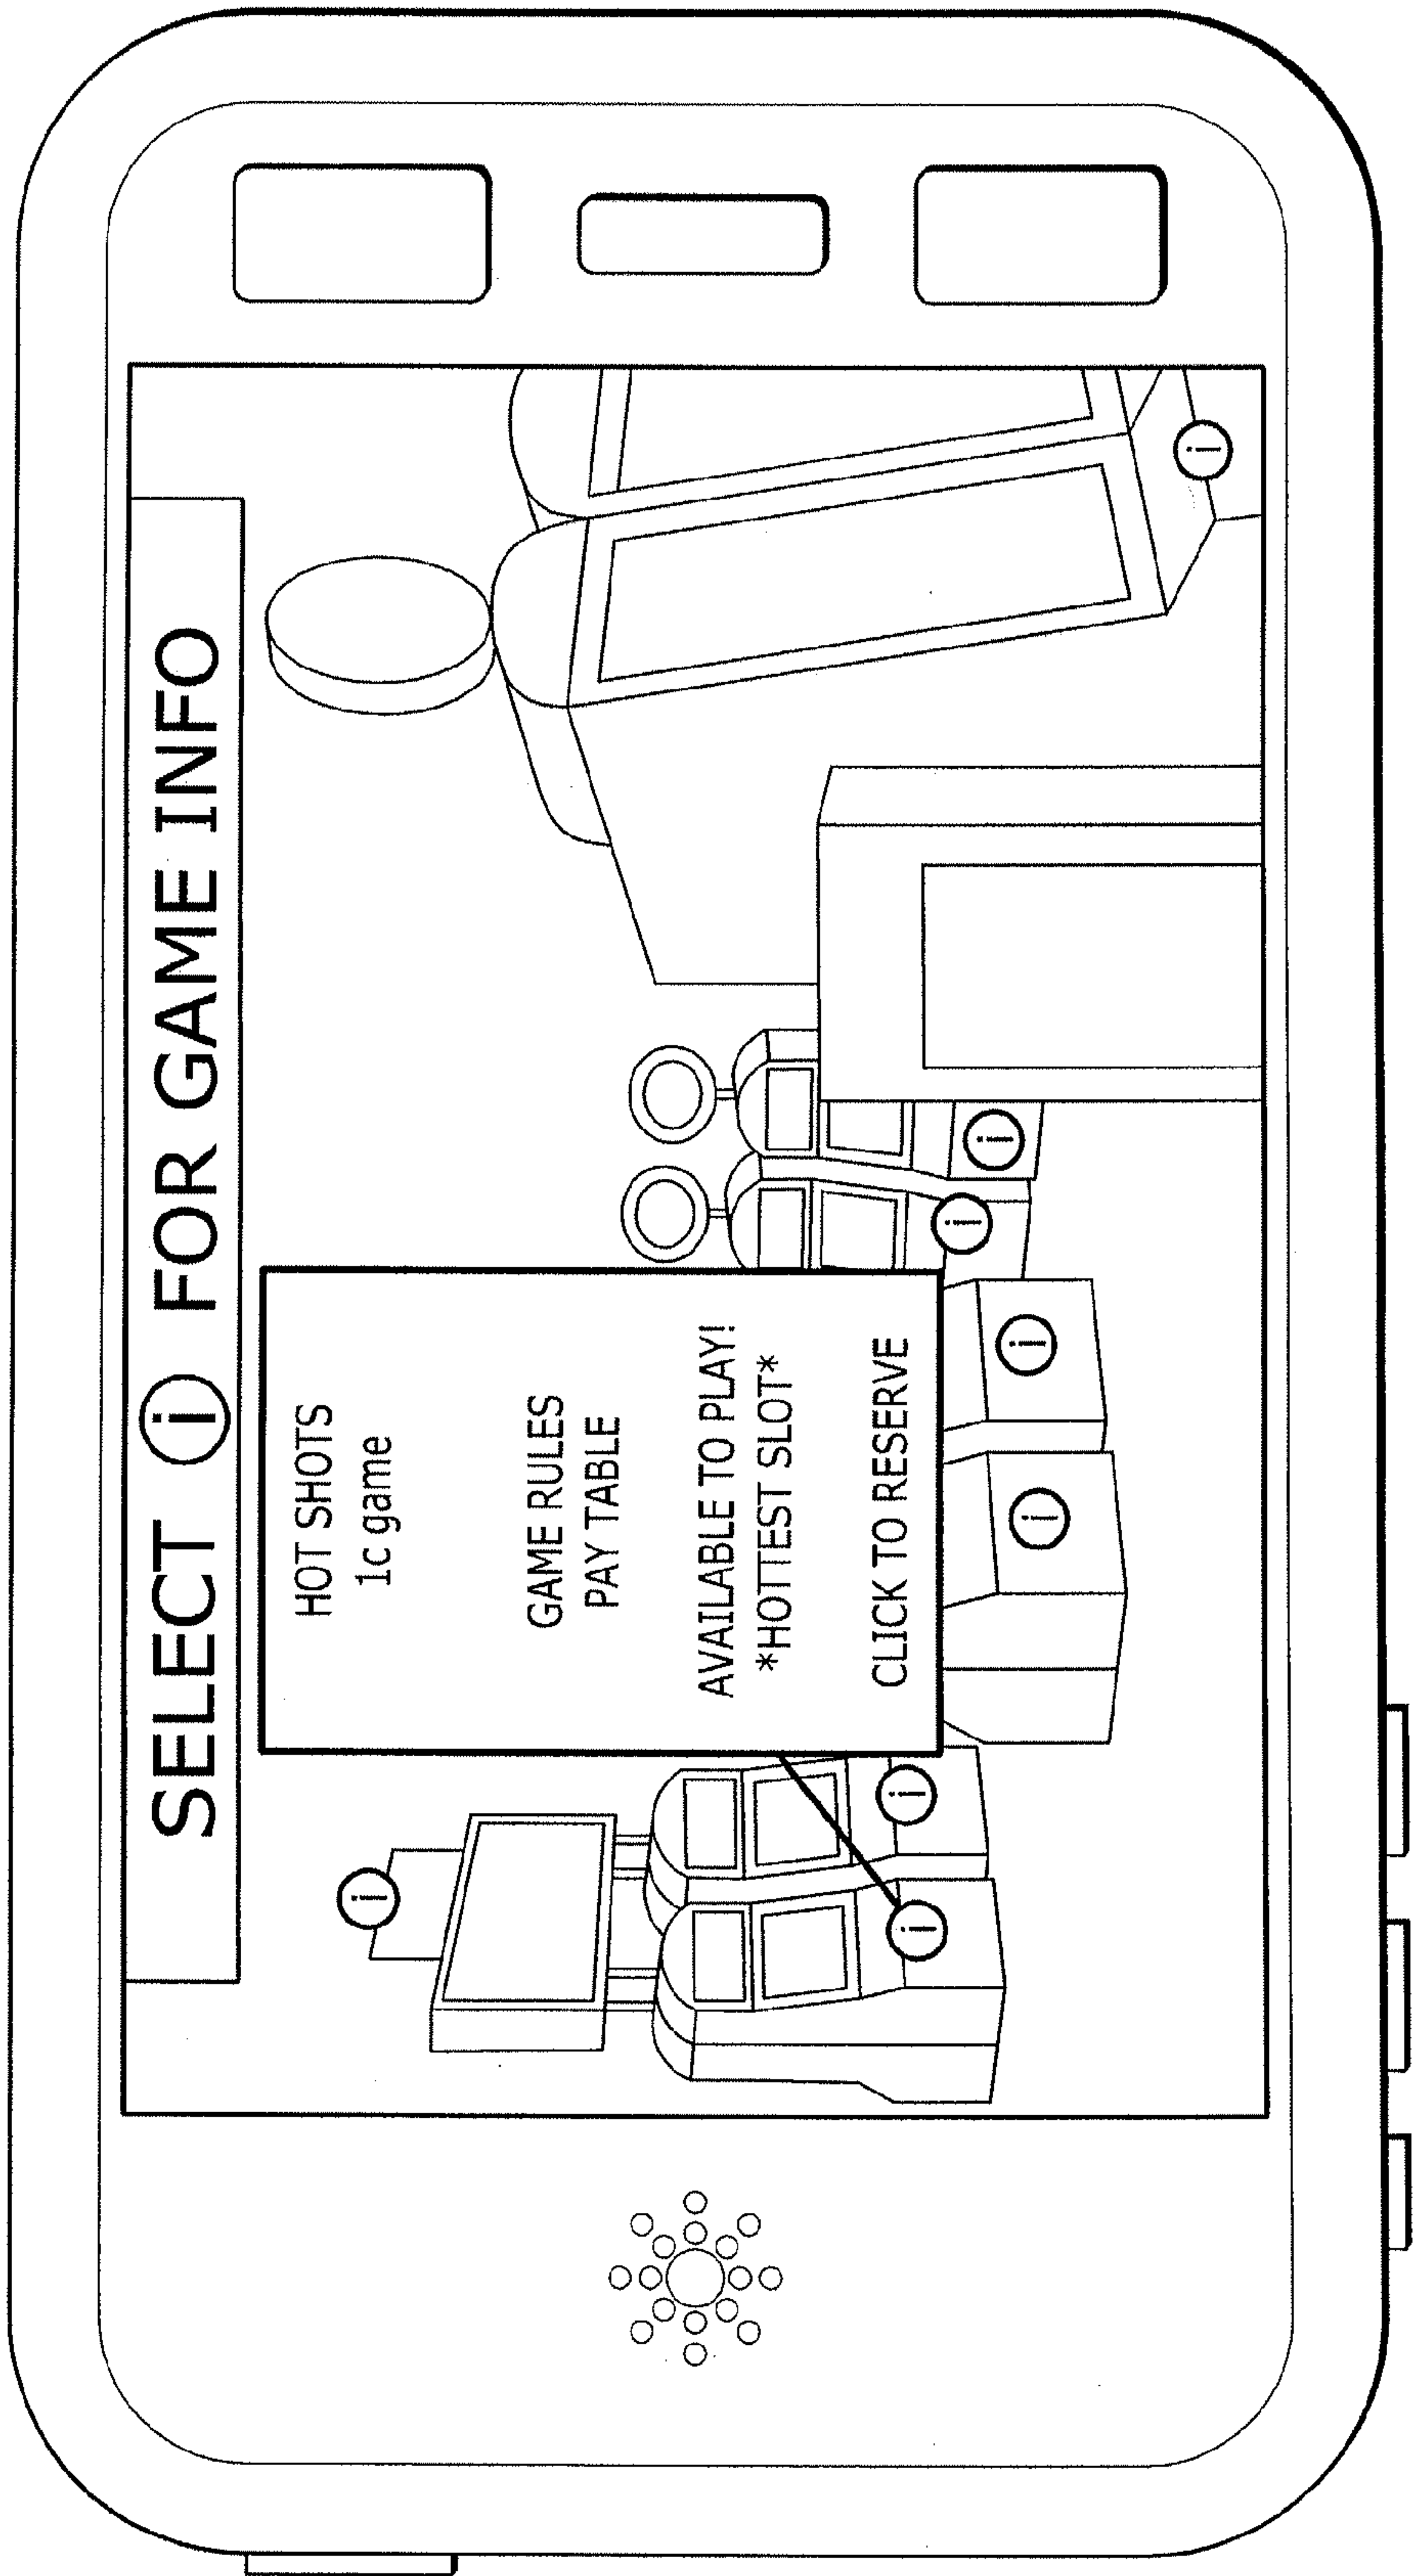 SELECT i FOR GAME INFO
HOT SHOTS
1c game
GAME RULES
PAY TABLE
AVAILABLE TO PLAY!
*HOTTEST SLOT*
CLICK TO RESERVE
i
i
i
i
i
i
i
i